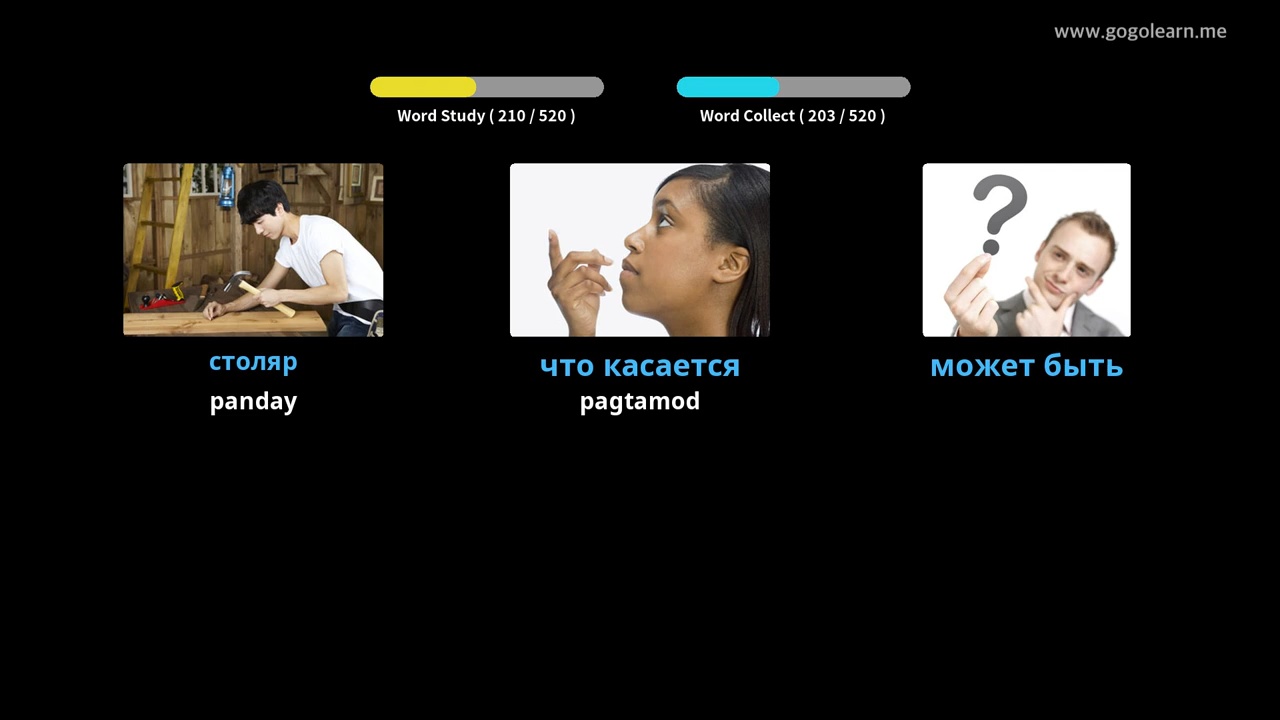 www.gogolearn.me
Word Study ( 210 / 520 )
Word Collect ( 203 / 520 )
столяр
panday
что касается
pagtamod
может быть